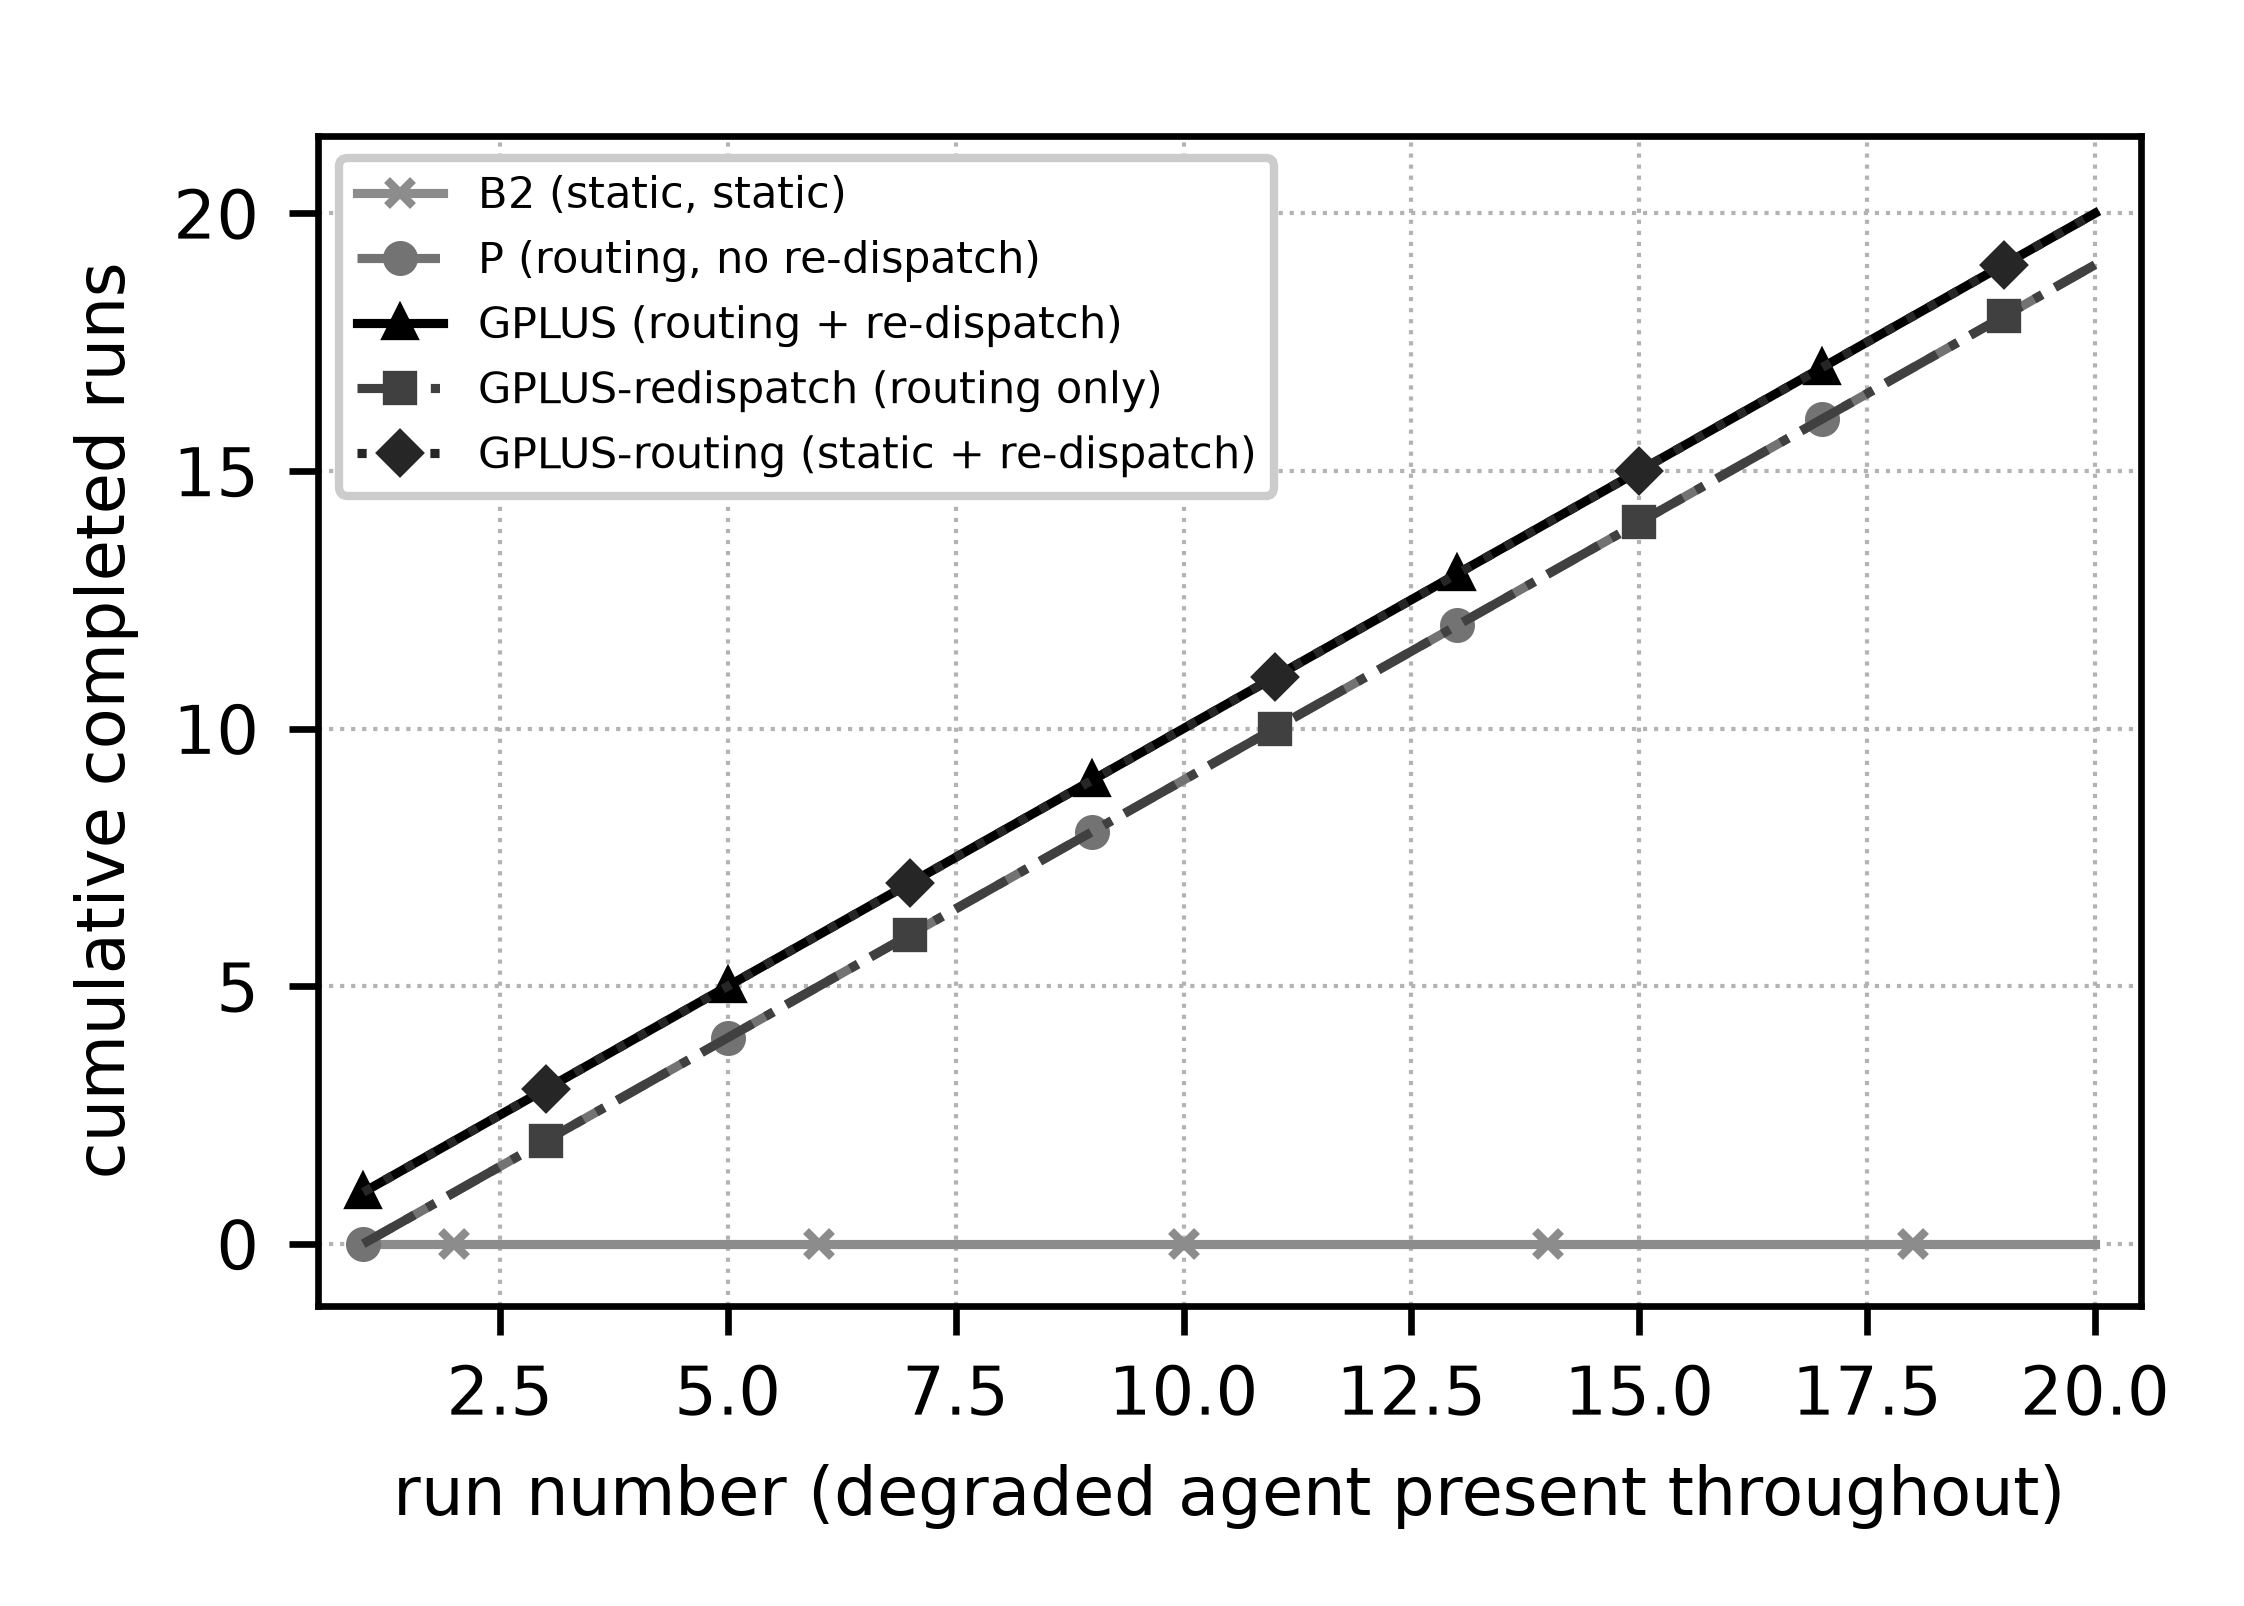 B2 (static, static)
P (routing, no re-dispatch)
GPLUS (routing + re-dispatch)
GPLUS-redispatch (routing only)
GPLUS-routing (static + re-dispatch)
cumulative completed runs
20
15
10
5
0
2.5 5.0 7.5 10.0 12.5 15.0 17.5 20.0
run number (degraded agent present throughout)